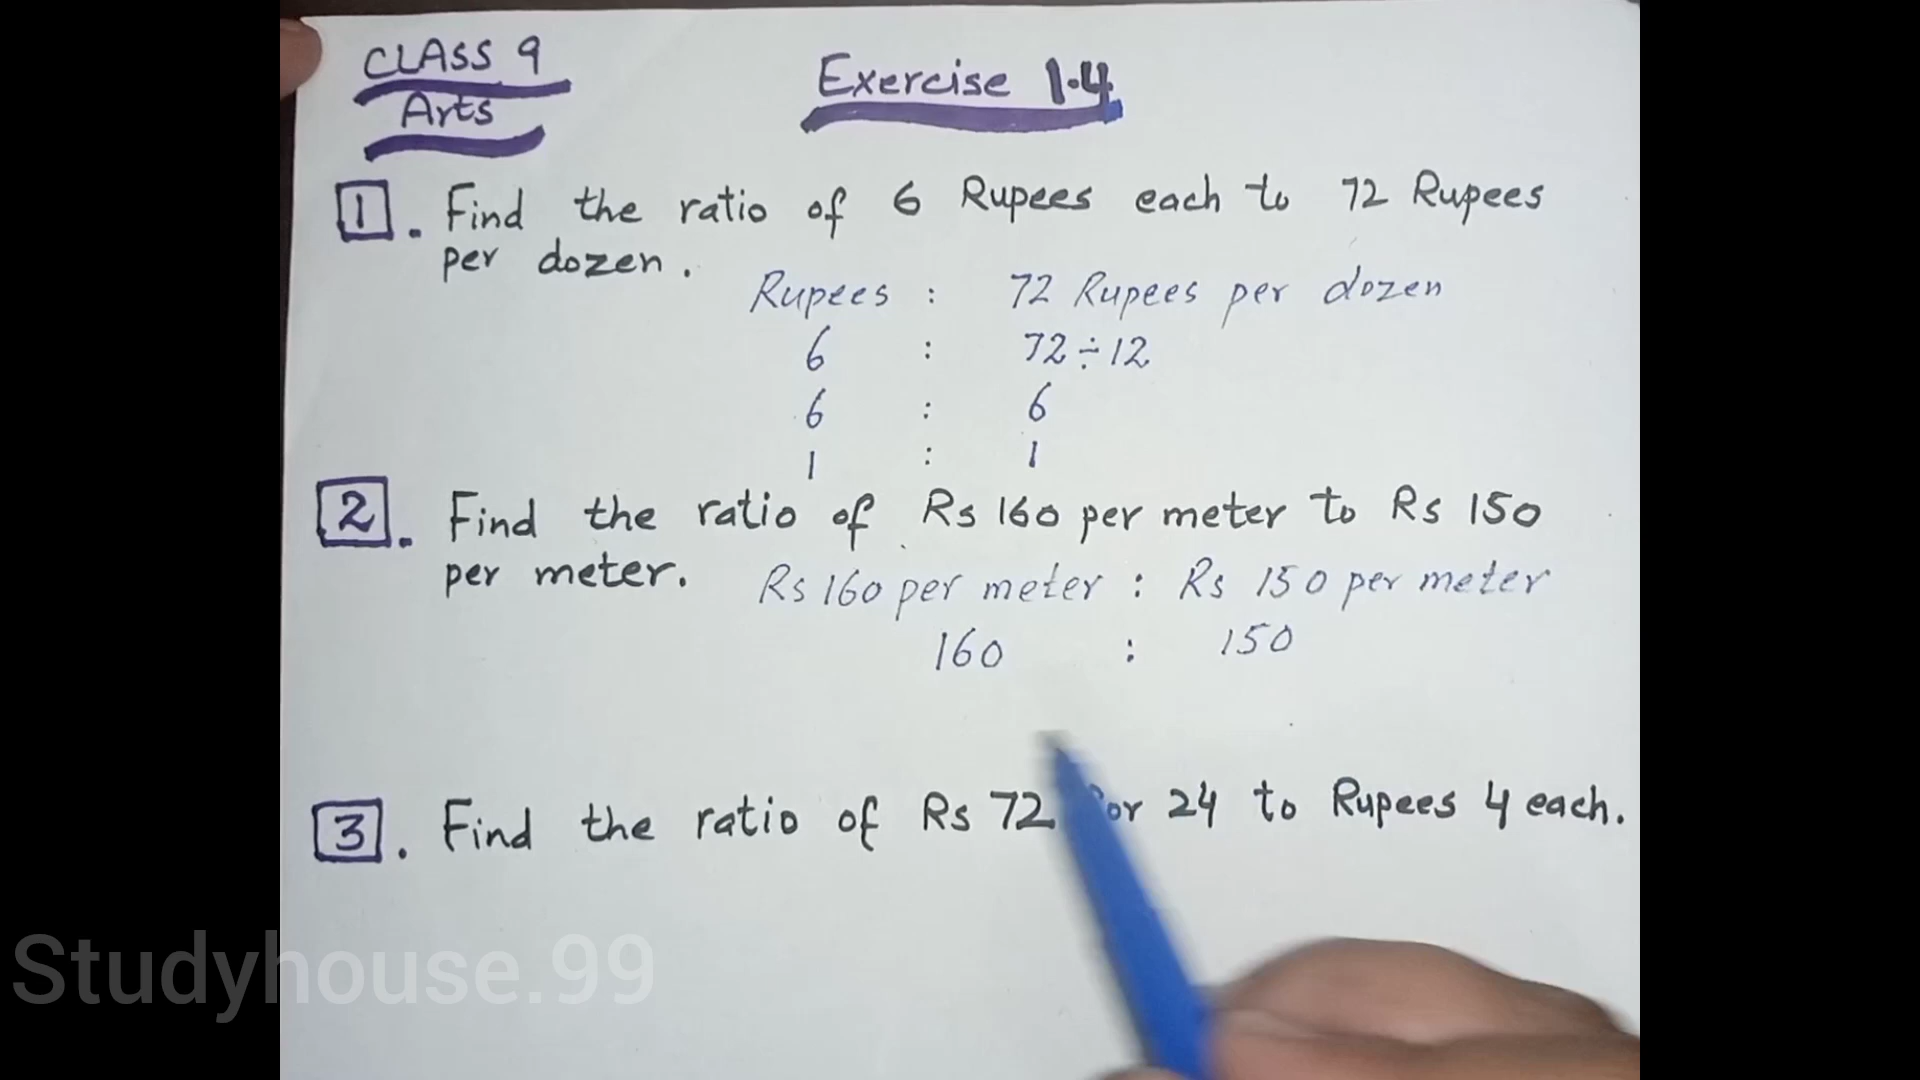 CLASS 9
Arts
Exercise 1.4
1. Find the ratio of 6 Rupees each to 72 Rupees
per dozen.
Rupees : 72 Rupees per dozen
6 : 72÷12
6 : 6
1 : 1
2. Find the ratio of Rs 160 per meter to Rs 150
per meter.
Rs 160 per meter : Rs 150 per meter
160 : 150
3. Find the ratio of Rs 72 for 24 to Rupees 4 each.
Studyhouse.99